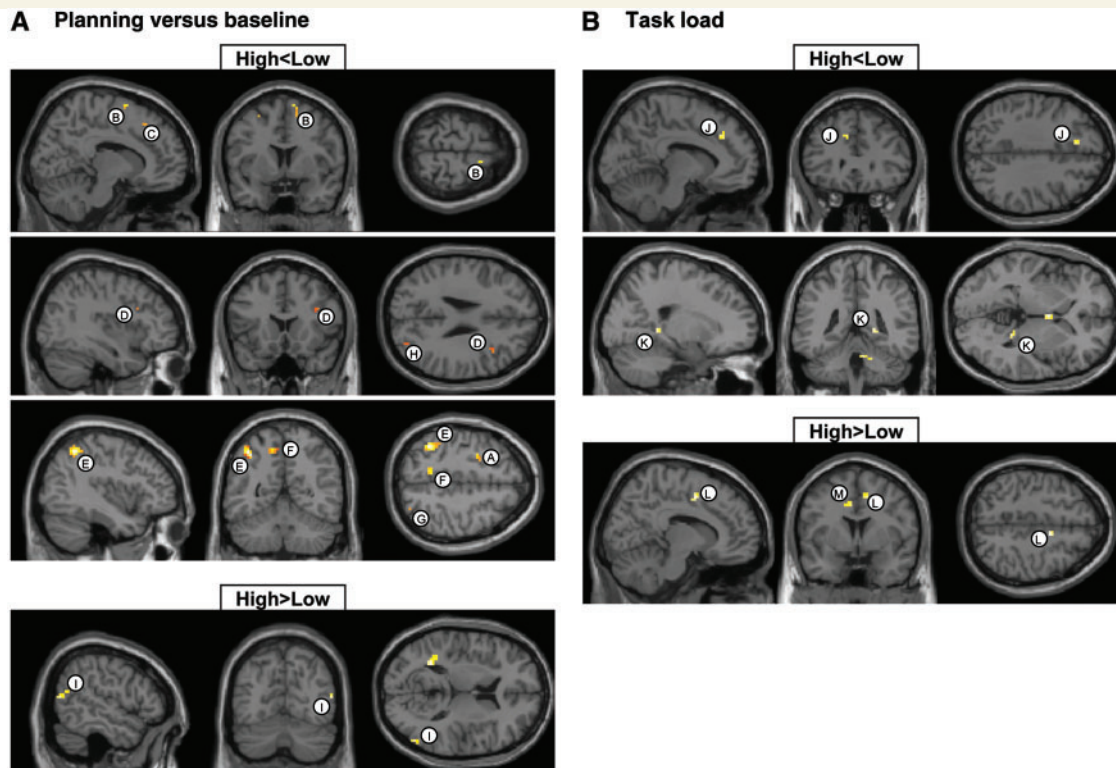 A Planning versus baseline
High<Low
B
C
B
B
D
D
H
D
E
E
F
E
F
A
G
High>Low
I
I
I
B Task load
High<Low
J
J
J
K
K
K
High>Low
L
M
L
L